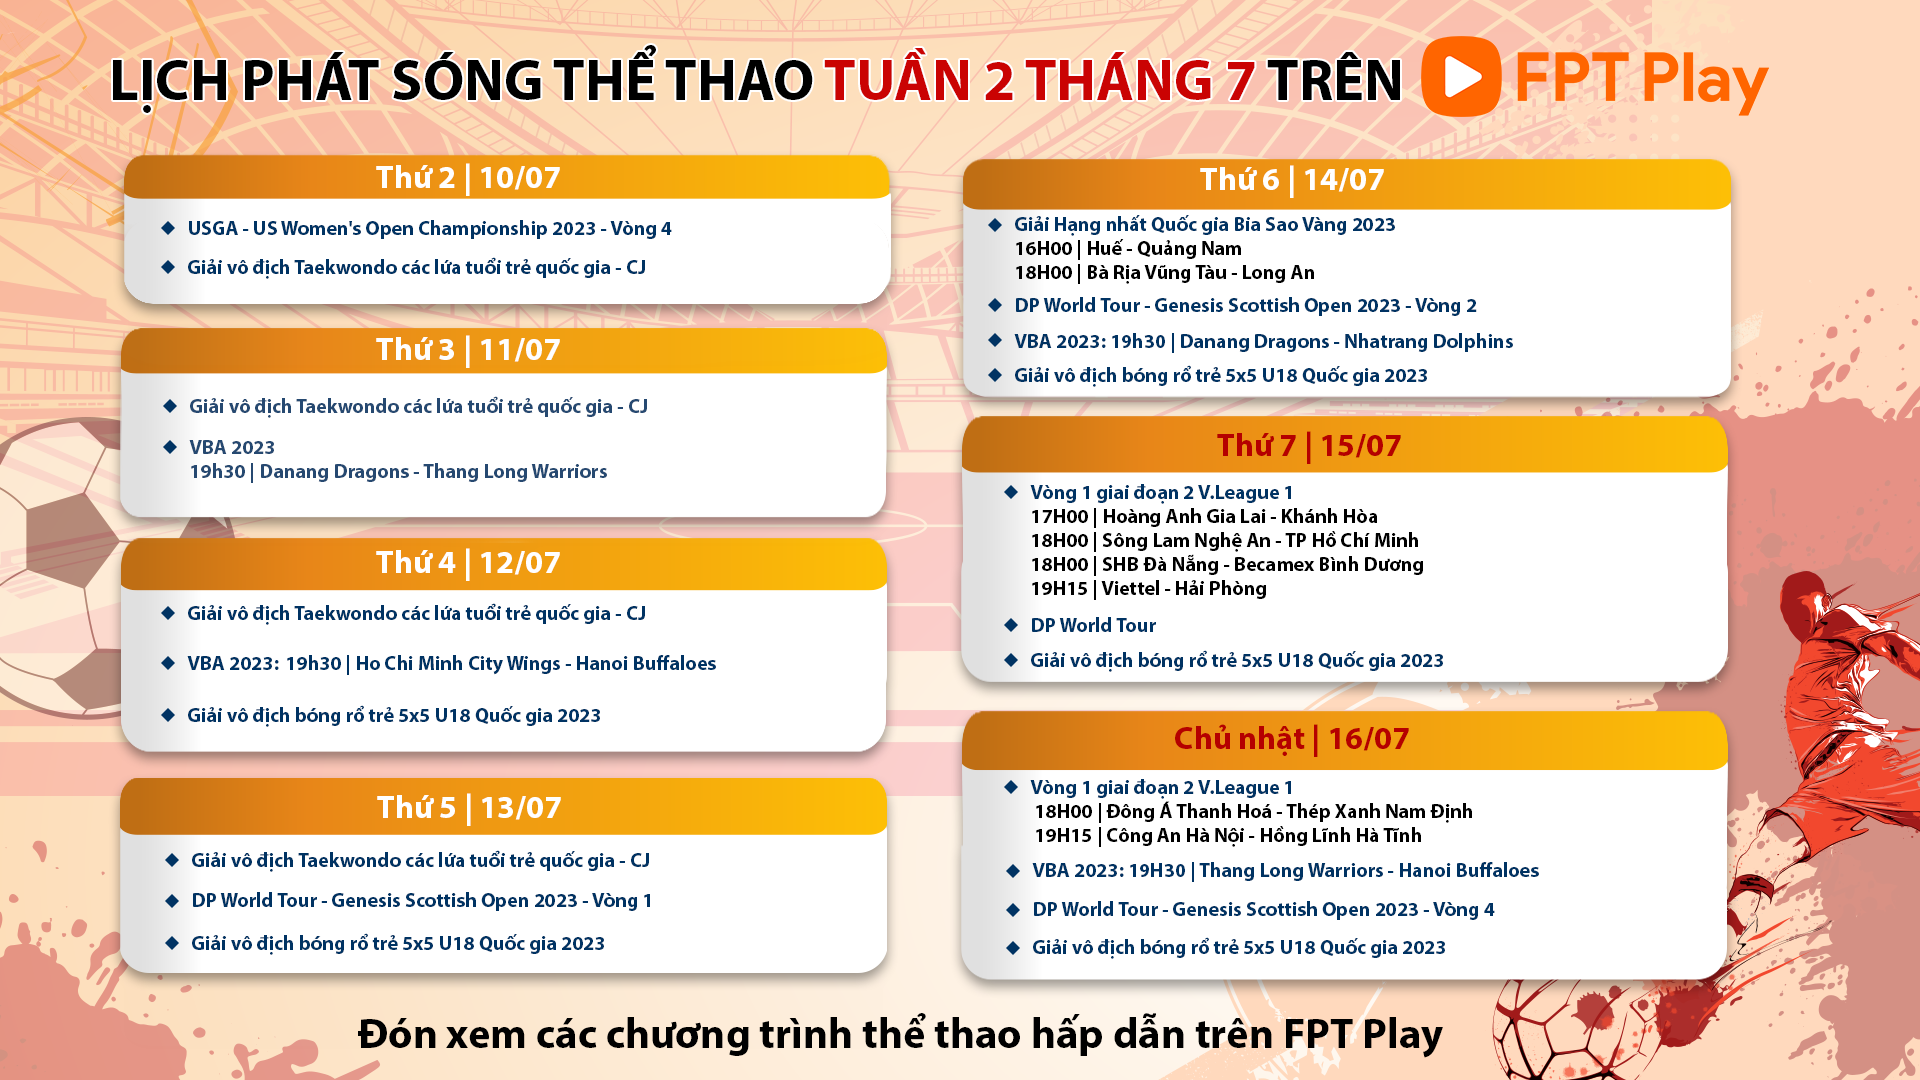 LỊCH PHÁT SÓNG THỂ THAO TUẦN 2 THÁNG 7 TRÊN FPT Play
Thứ 2 | 10/07
USGA - US Women's Open Championship 2023 - Vòng 4
Giải vô địch Taekwondo các lứa tuổi trẻ quốc gia - CJ
Thứ 3 | 11/07
Giải vô địch Taekwondo các lứa tuổi trẻ quốc gia - CJ
VBA 2023
19h30 | Danang Dragons - Thang Long Warriors
Thứ 4 | 12/07
Giải vô địch Taekwondo các lứa tuổi trẻ quốc gia - CJ
VBA 2023: 19h30 | Ho Chi Minh City Wings - Hanoi Buffaloes
Giải vô địch bóng rổ trẻ 5x5 U18 Quốc gia 2023
Thứ 5 | 13/07
Giải vô địch Taekwondo các lứa tuổi trẻ quốc gia - CJ
DP World Tour - Genesis Scottish Open 2023 - Vòng 1
Giải vô địch bóng rổ trẻ 5x5 U18 Quốc gia 2023
Thứ 6 | 14/07
Giải Hạng nhất Quốc gia Bia Sao Vàng 2023
16H00 | Huế - Quảng Nam
18H00 | Bà Rịa Vũng Tàu - Long An
DP World Tour - Genesis Scottish Open 2023 - Vòng 2
VBA 2023: 19h30 | Danang Dragons - Nhatrang Dolphins
Giải vô địch bóng rổ trẻ 5x5 U18 Quốc gia 2023
Thứ 7 | 15/07
Vòng 1 giai đoạn 2 V.League 1
17H00 | Hoàng Anh Gia Lai - Khánh Hòa
18H00 | Sông Lam Nghệ An - TP Hồ Chí Minh
18H00 | SHB Đà Nẵng - Becamex Bình Dương
19H15 | Viettel - Hải Phòng
DP World Tour
Giải vô địch bóng rổ trẻ 5x5 U18 Quốc gia 2023
Chủ nhật | 16/07
Vòng 1 giai đoạn 2 V.League 1
18H00 | Đông Á Thanh Hoá - Thép Xanh Nam Định
19H15 | Công An Hà Nội - Hồng Lĩnh Hà Tĩnh
VBA 2023: 19H30 | Thang Long Warriors - Hanoi Buffaloes
DP World Tour - Genesis Scottish Open 2023 - Vòng 4
Giải vô địch bóng rổ trẻ 5x5 U18 Quốc gia 2023
Đón xem các chương trình thể thao hấp dẫn trên FPT Play